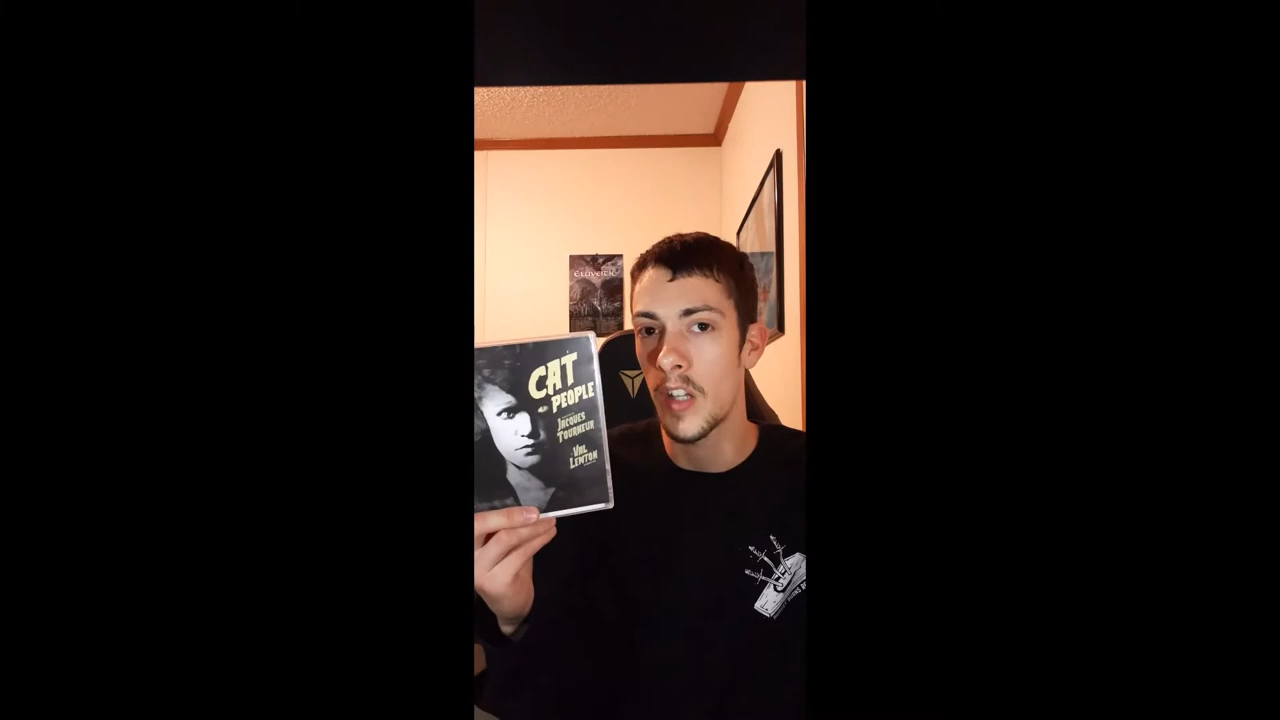 ELUVEITIE
CAT
PEOPLE
JACQUES
TOURNEUR
VAL
LEWTON